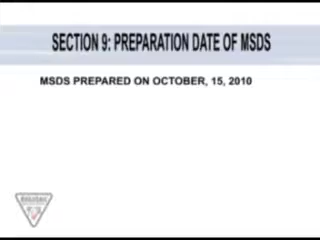 SECTION 9: PREPARATION DATE OF MSDS
MSDS PREPARED ON OCTOBER, 15, 2010